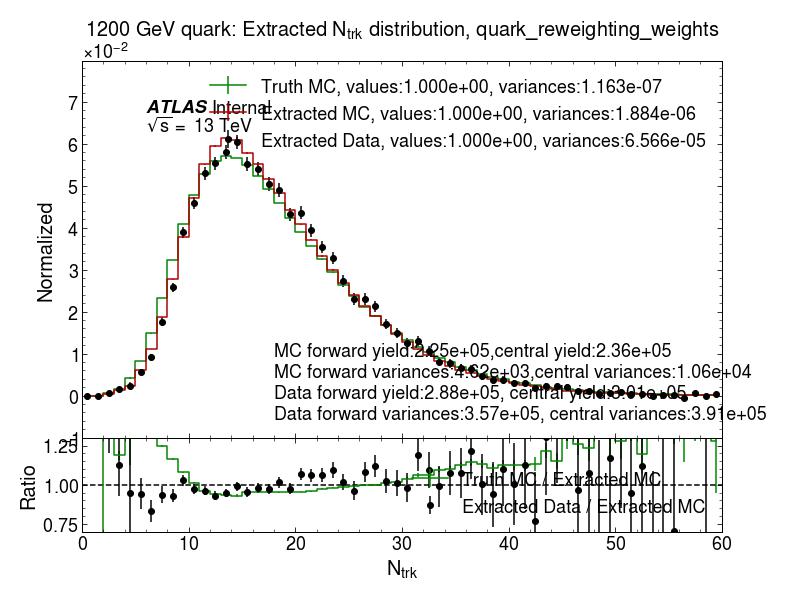 1200 GeV quark: Extracted Ntrk distribution, quark_reweighting_weights
×10−2
Truth MC, values:1.000e+00, variances:1.163e-07
ATLAS Internal
Extracted MC, values:1.000e+00, variances:1.884e-06
√s = 13 TeV
Extracted Data, values:1.000e+00, variances:6.566e-05
7
6
5
4
3
2
1
0
−1
Normalized
MC forward yield:2.25e+05,central yield:2.36e+05
MC forward variances:4.62e+03,central variances:1.06e+04
Data forward yield:2.88e+05, central yield:3.01e+05
Data forward variances:3.57e+05, central variances:3.91e+05
1.25
1.00
0.75
Ratio
Truth MC / Extracted MC
Extracted Data / Extracted MC
0 10 20 30 40 50 60
Ntrk